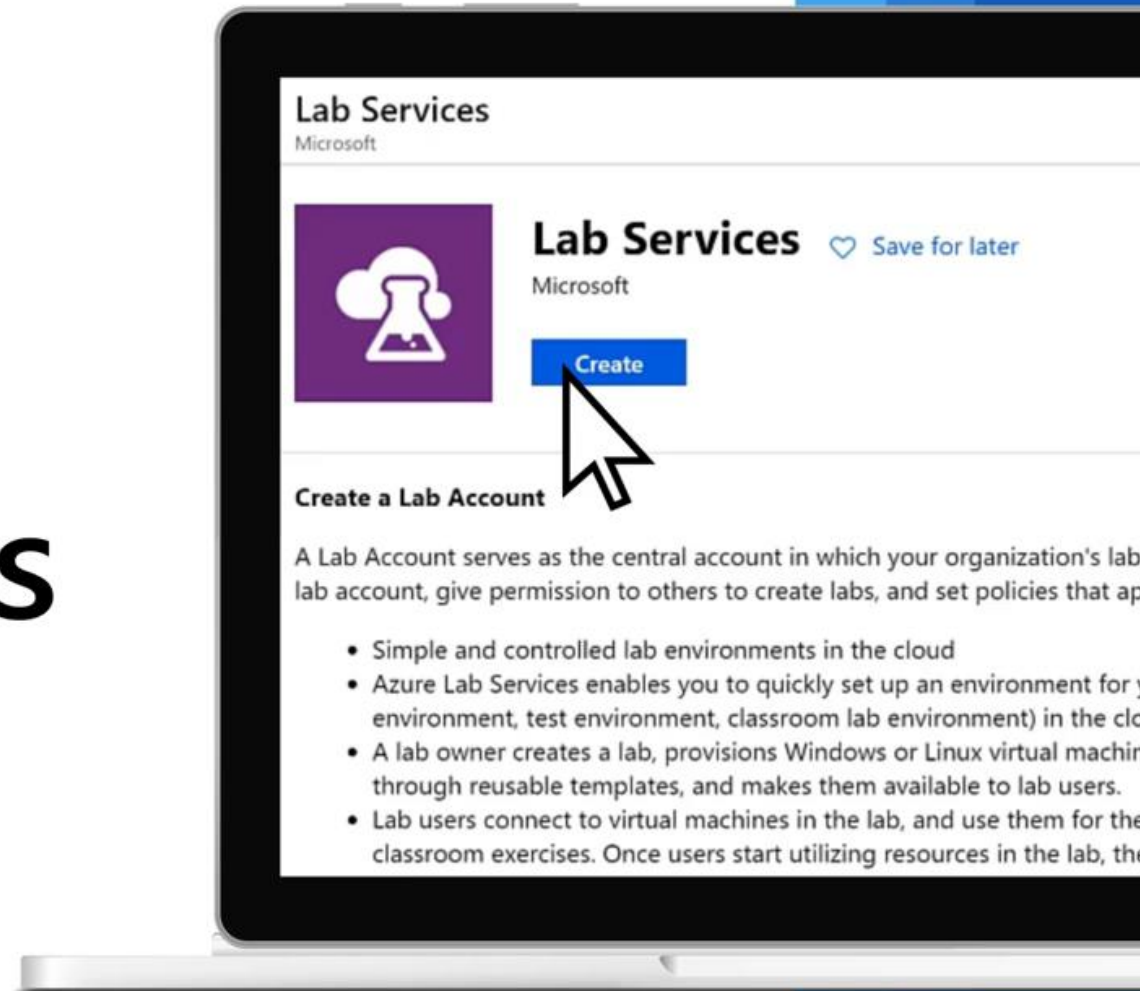 Lab Services
Microsoft
Lab Services Save for later
Microsoft
Create
Create a Lab Account
A Lab Account serves as the central account in which your organization's lab
lab account, give permission to others to create labs, and set policies that ap
s
• Simple and controlled lab environments in the cloud
• Azure Lab Services enables you to quickly set up an environment for
environment, test environment, classroom lab environment) in the clo
• A lab owner creates a lab, provisions Windows or Linux virtual machin
through reusable templates, and makes them available to lab users.
• Lab users connect to virtual machines in the lab, and use them for the
classroom exercises. Once users start utilizing resources in the lab, the